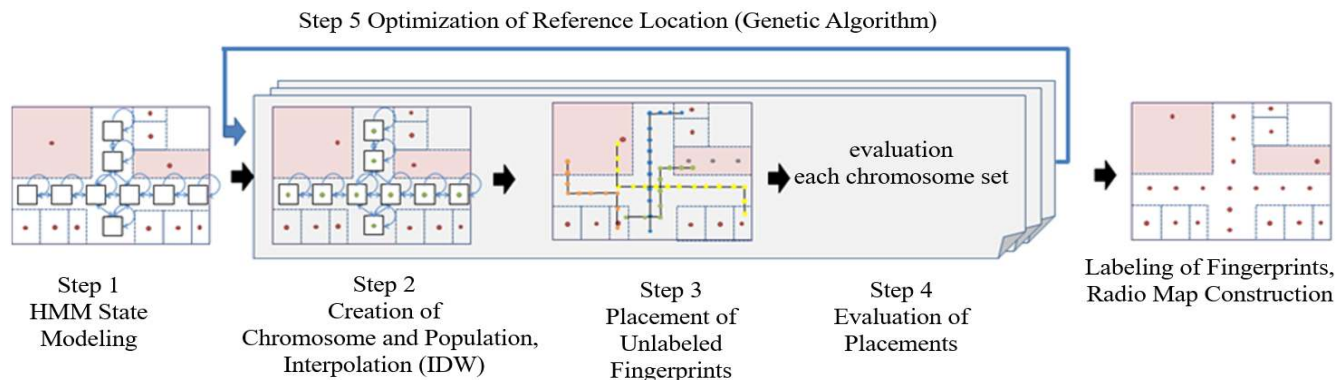 Step 5 Optimization of Reference Location (Genetic Algorithm)
evaluation
each chromosome set
Step 1
HMM State
Modeling
Step 2
Creation of
Chromosome and Population,
Interpolation (IDW)
Step 3
Placement of
Unlabeled
Fingerprints
Step 4
Evaluation of
Placements
Labeling of Fingerprints,
Radio Map Construction